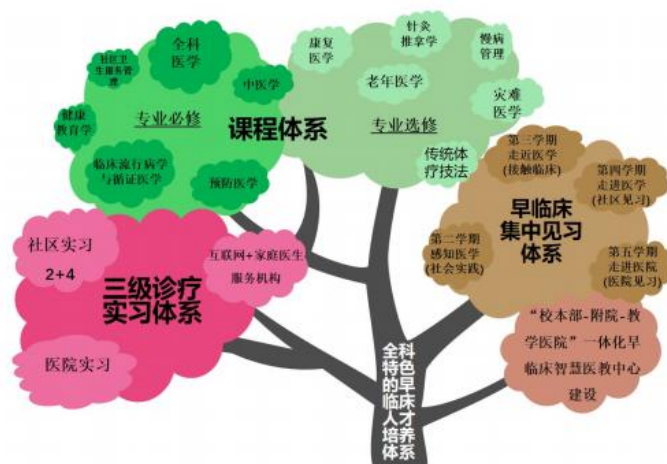 全科
医学
社区卫
生服务管
理
中医学
健康
教育学
专业必修
临床流行病学
与循证医学
预防医学
课程体系
康复
医学
针灸
推拿学
慢病
管理
老年医学
灾难
医学
专业选修
传统体
疗技法
第三学期
走近医学
(接触临床)
第四学期
走进医学
(社区见习)
早临床
集中见习
体系
第二学期
感知医学
(社会实践)
第五学期
走进医院
(医院见习)
社区实习
2+4
互联网+家庭医生
服务机构
三级诊疗
实习体系
医院实习
“校本部-附院-教
学医院”一体化早
临床智慧医教中心
建设
全科
特色
的早
临床
人才
培养
体系